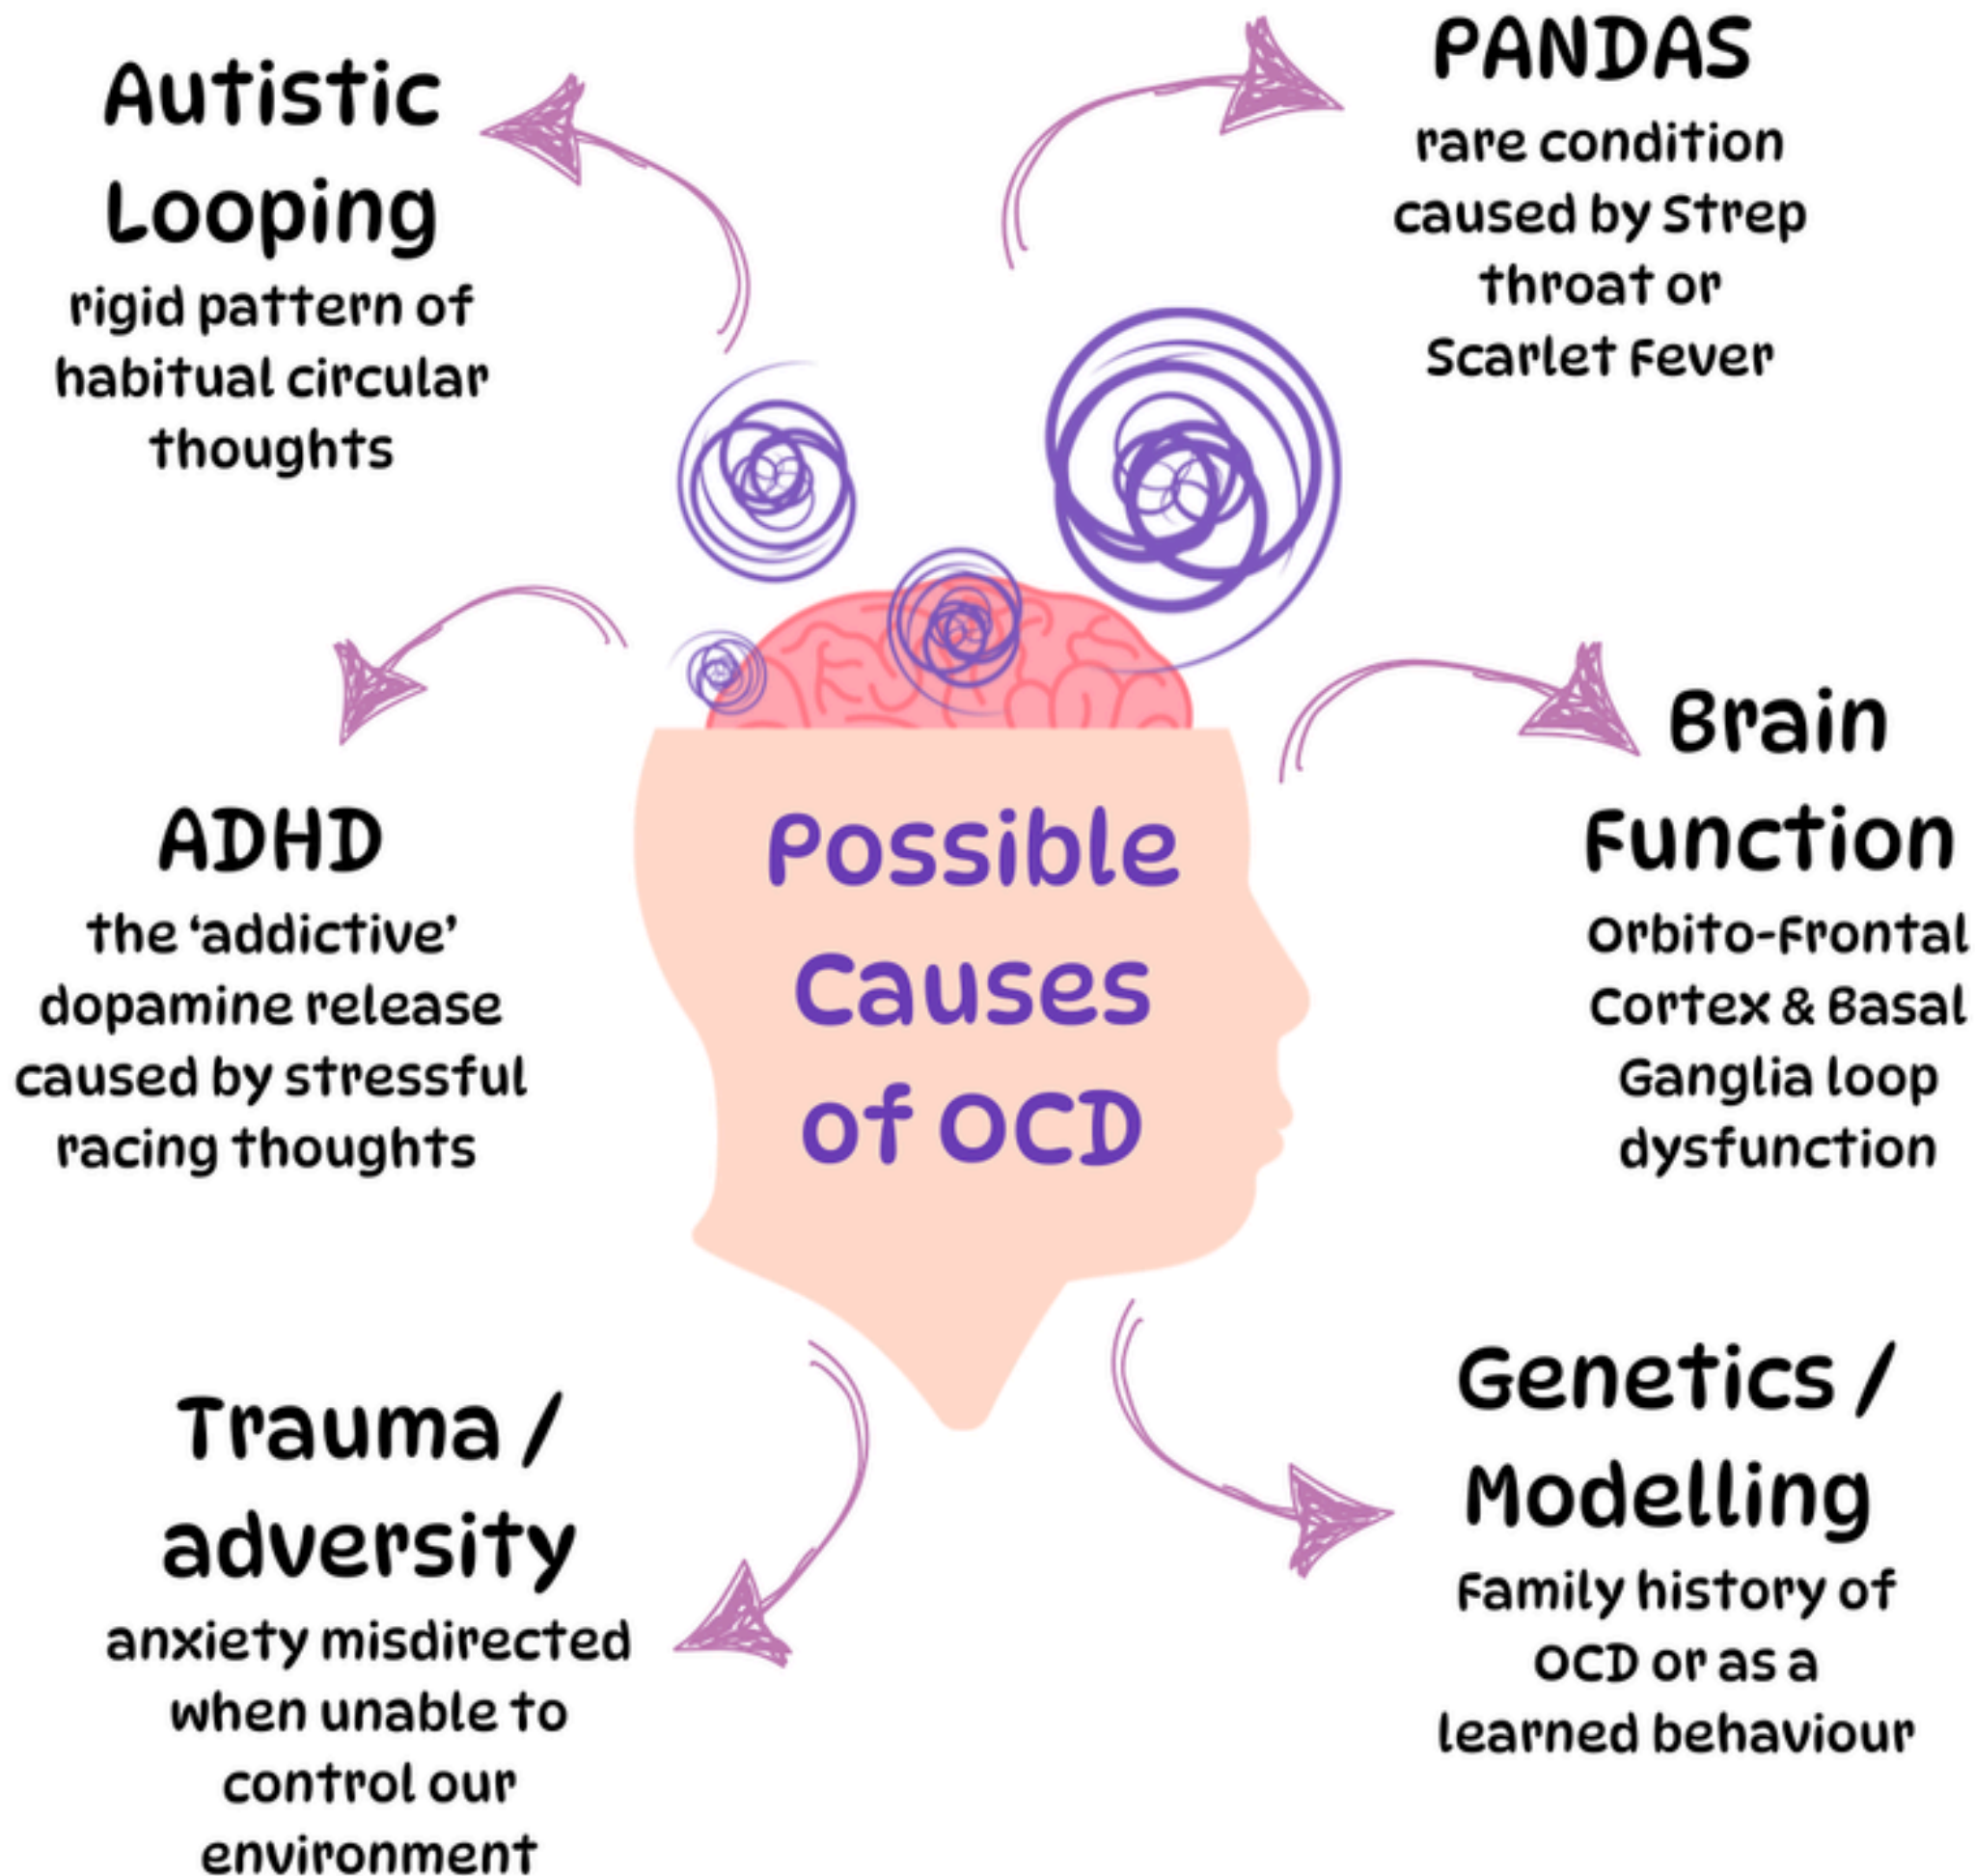 Autistic
Looping
rigid pattern of
habitual circular
thoughts
PANDAS
rare condition
caused by Strep
throat or
Scarlet Fever
ADHD
the ‘addictive’
dopamine release
caused by stressful
racing thoughts
Possible
Causes
of OCD
Brain
Function
Orbito-Frontal
Cortex & Basal
Ganglia loop
dysfunction
Trauma /
adversity
anxiety misdirected
when unable to
control our
environment
Genetics /
Modelling
Family history of
OCD or as a
learned behaviour